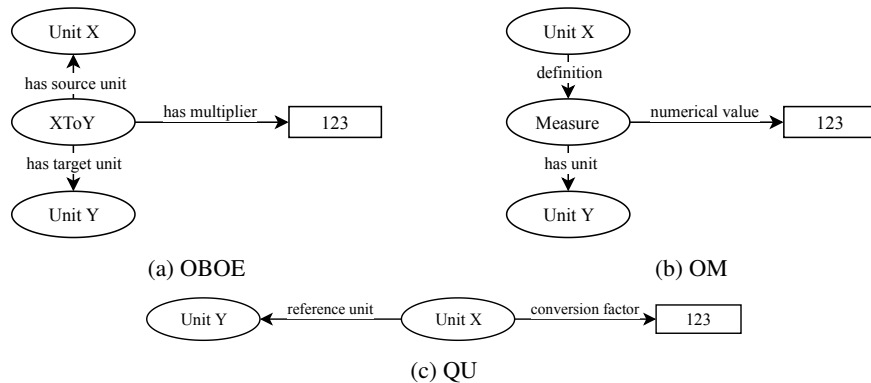 Unit X
has source unit
XToY
has multiplier
123
has target unit
Unit Y
(a) OBOE
Unit X
definition
Measure
numerical value
123
has unit
Unit Y
(b) OM
Unit Y
reference unit
Unit X
conversion factor
123
(c) QU